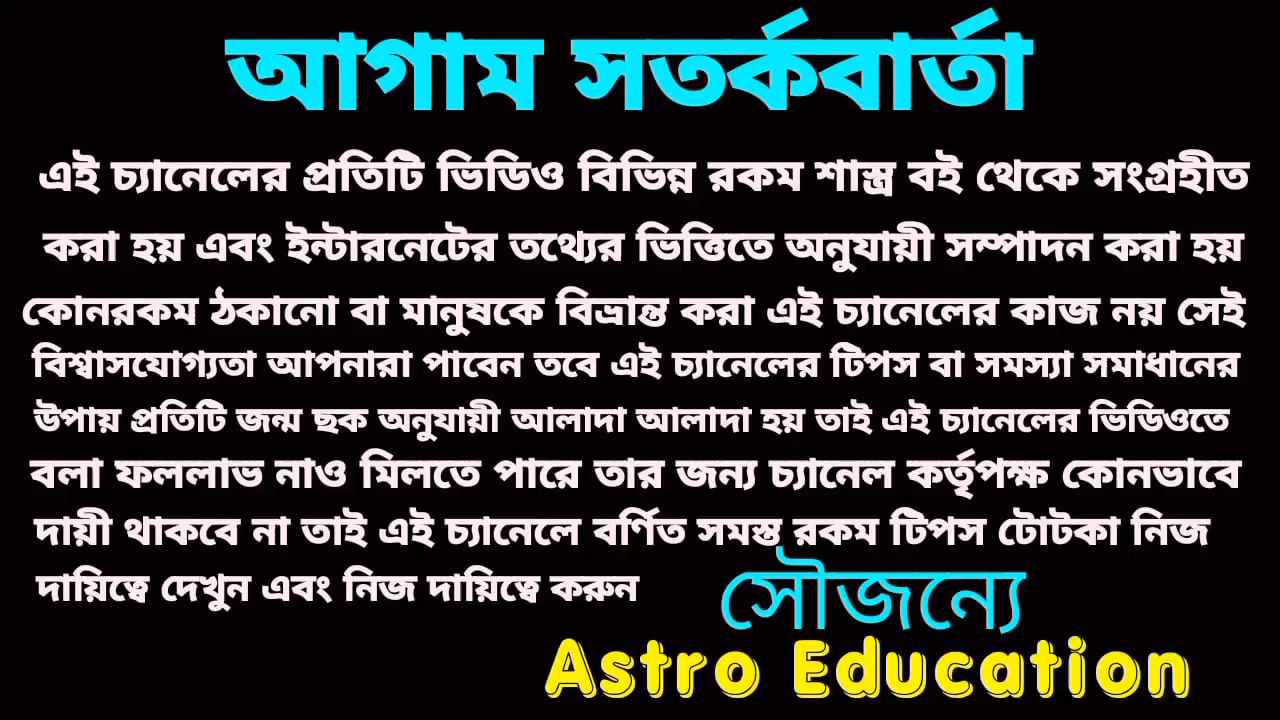 আগাম সতর্কবার্তা
এই চ্যানেলের প্রতিটি ভিডিও বিভিন্ন রকম শাস্ত্র বই থেকে সংগ্রহীত
করা হয় এবং ইন্টারনেটের তথ্যের ভিত্তিতে অনুযায়ী সম্পাদন করা হয়
কোনরকম ঠকানো বা মানুষকে বিভ্রান্ত করা এই চ্যানেলের কাজ নয় সেই
বিশ্বাসযোগ্যতা আপনারা পাবেন তবে এই চ্যানেলের টিপস বা সমস্যা সমাধানের
উপায় প্রতিটি জন্ম ছক অনুযায়ী আলাদা আলাদা হয় তাই এই চ্যানেলের ভিডিওতে
বলা ফললাভ নাও মিলতে পারে তার জন্য চ্যানেল কর্তৃপক্ষ কোনভাবে
দায়ী থাকবে না তাই এই চ্যানেলে বর্ণিত সমস্ত রকম টিপস টোটকা নিজ
দায়িত্বে দেখুন এবং নিজ দায়িত্বে করুন
সৌজন্যে
Astro Education